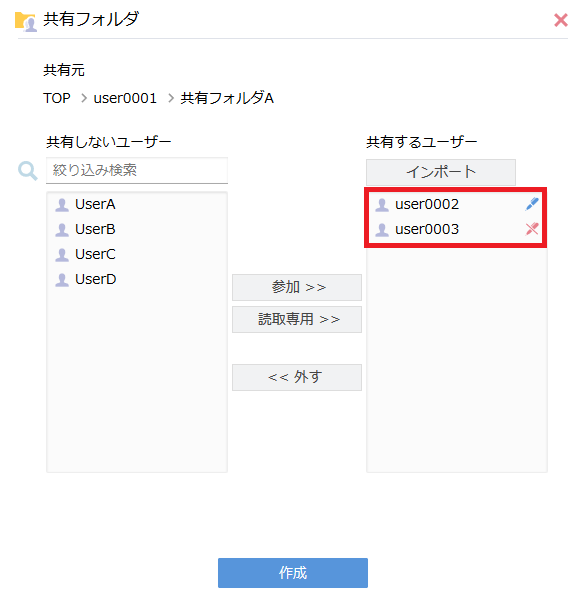 共有フォルダ
共有元
TOP > user0001 > 共有フォルダA
共有しないユーザー
絞り込み検索
UserA
UserB
UserC
UserD
参加 >>
読取専用 >>
<< 外す
共有するユーザー
インポート
user0002
user0003
作成